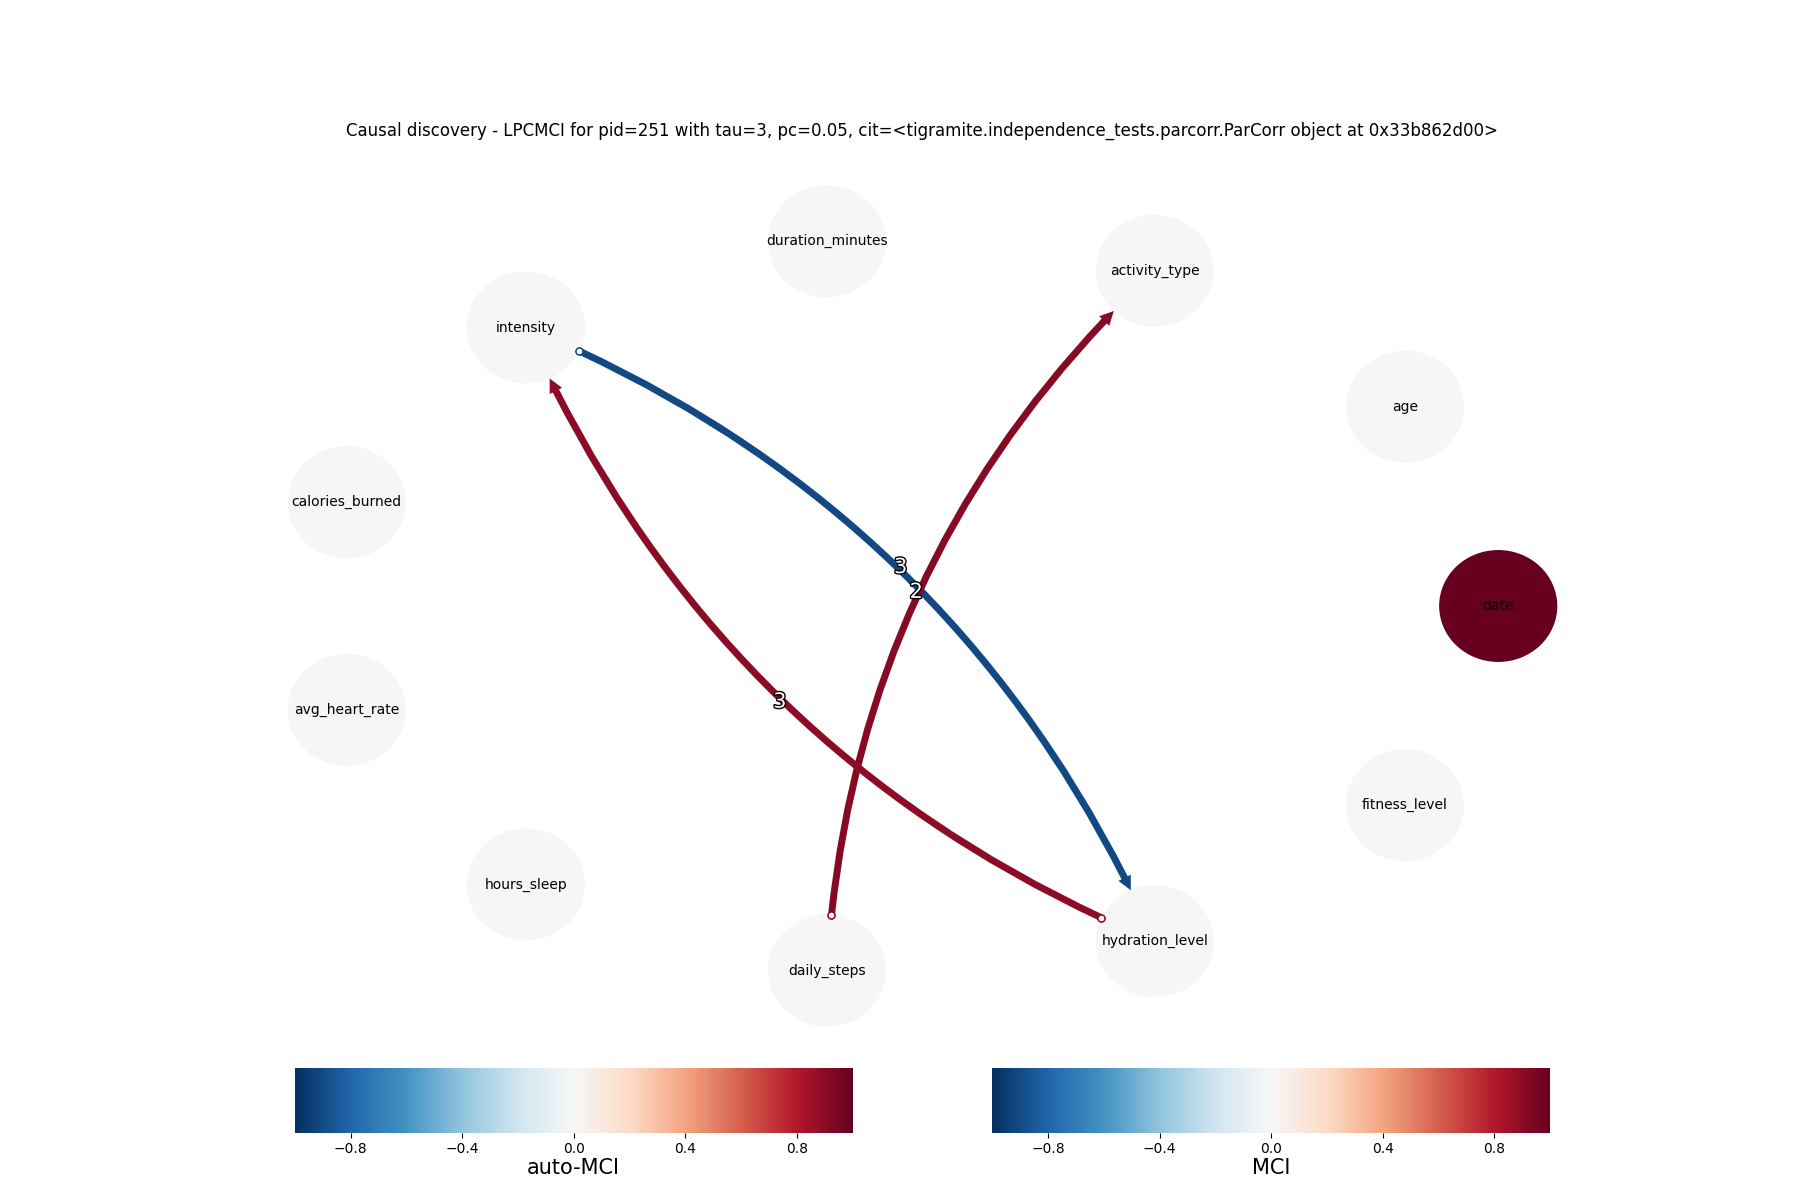 Causal discovery - LPCMCI for pid=251 with tau=3, pc=0.05, cit=<tigramite.independence_tests.parcorr.ParCorr object at 0x33b862d00>
duration_minutes
activity_type
intensity
age
calories_burned
3
2
date
3
avg_heart_rate
fitness_level
hours_sleep
hydration_level
daily_steps
−0.8 −0.4 0.0 0.4 0.8
auto-MCI
−0.8 −0.4 0.0 0.4 0.8
MCI